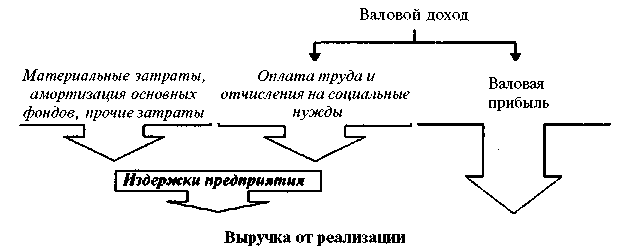 Валовой доход
Материальные затраты,
амортизация основных
фондов, прочие затраты
Оплата труда и
отчисления на социальные
нужды
Валовая
прибыль
Издержки предприятия
Выручка от реализации